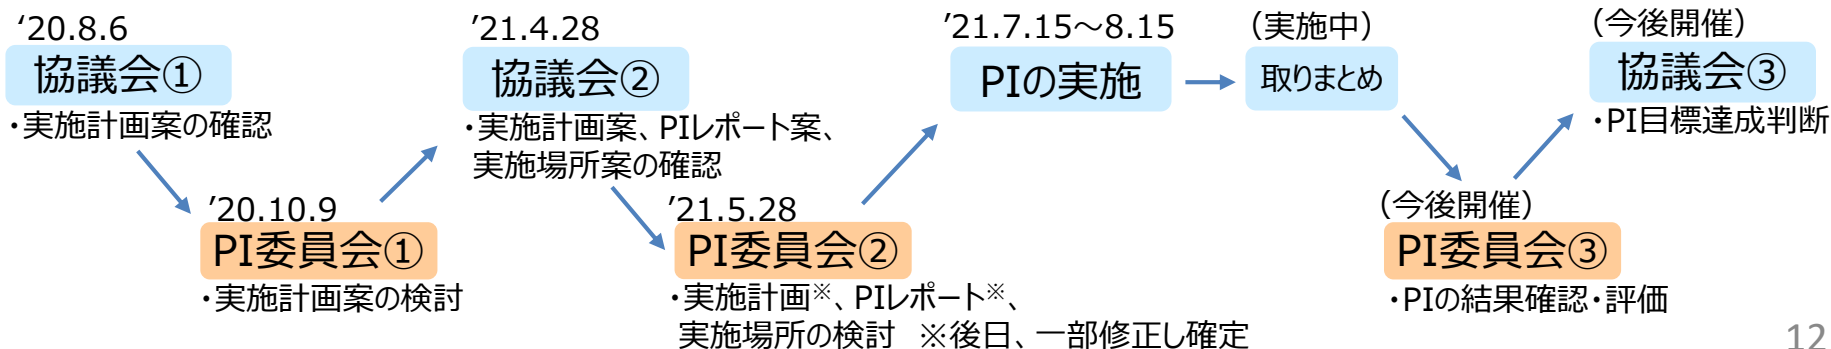 ‘20.8.6
協議会①
・実施計画案の確認
’20.10.9
PI委員会①
・実施計画案の検討
’21.4.28
協議会②
・実施計画案、PIレポート案、
実施場所案の確認
’21.5.28
PI委員会②
・実施計画※、PIレポート※、
実施場所の検討　※後日、一部修正し確定
’21.7.15～8.15
PIの実施
（実施中）
取りまとめ
（今後開催）
PI委員会③
・PIの結果確認・評価
（今後開催）
協議会③
・PI目標達成判断
12